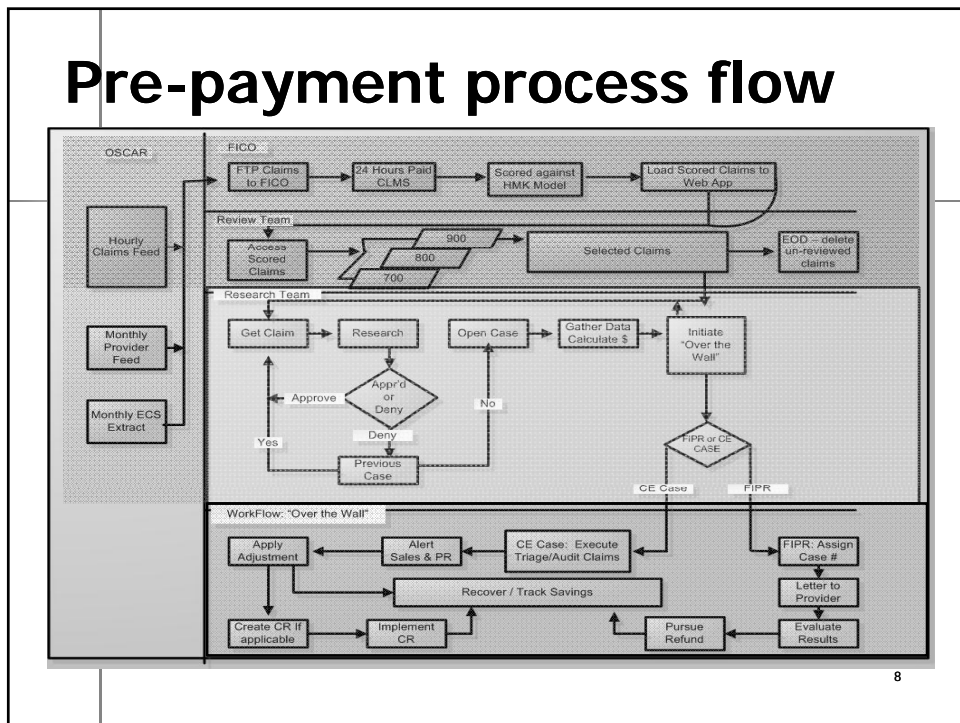 Pre-payment process flow
OSCAR
FICO
FTP Claims
to FICO
24 Hours Paid
CLMS
Scored against
HMK Model
Load Scored Claims to
Web App
Hourly
Claims Feed
Review Team
Access
Scored
Claims
900
800
700
Selected Claims
EOD – delete
un-reviewed
claims
Research Team
Monthly
Provider
Feed
Get Claim
Research
Open Case
Gather Data
Calculate $
Initiate
"Over the
Wall"
Appr'd
or
Deny
Approve
No
Monthly ECS
Extract
Yes
Deny
Previous
Case
FIPR or CE
CASE
CE Case
FIPR
WorkFlow: "Over the Wall"
Apply
Adjustment
Alert
Sales & PR
CE Case: Execute
Triage/Audit Claims
FIPR: Assign
Case #
Recover / Track Savings
Letter to
Provider
Create CR If
applicable
Implement
CR
Pursue
Refund
Evaluate
Results
8